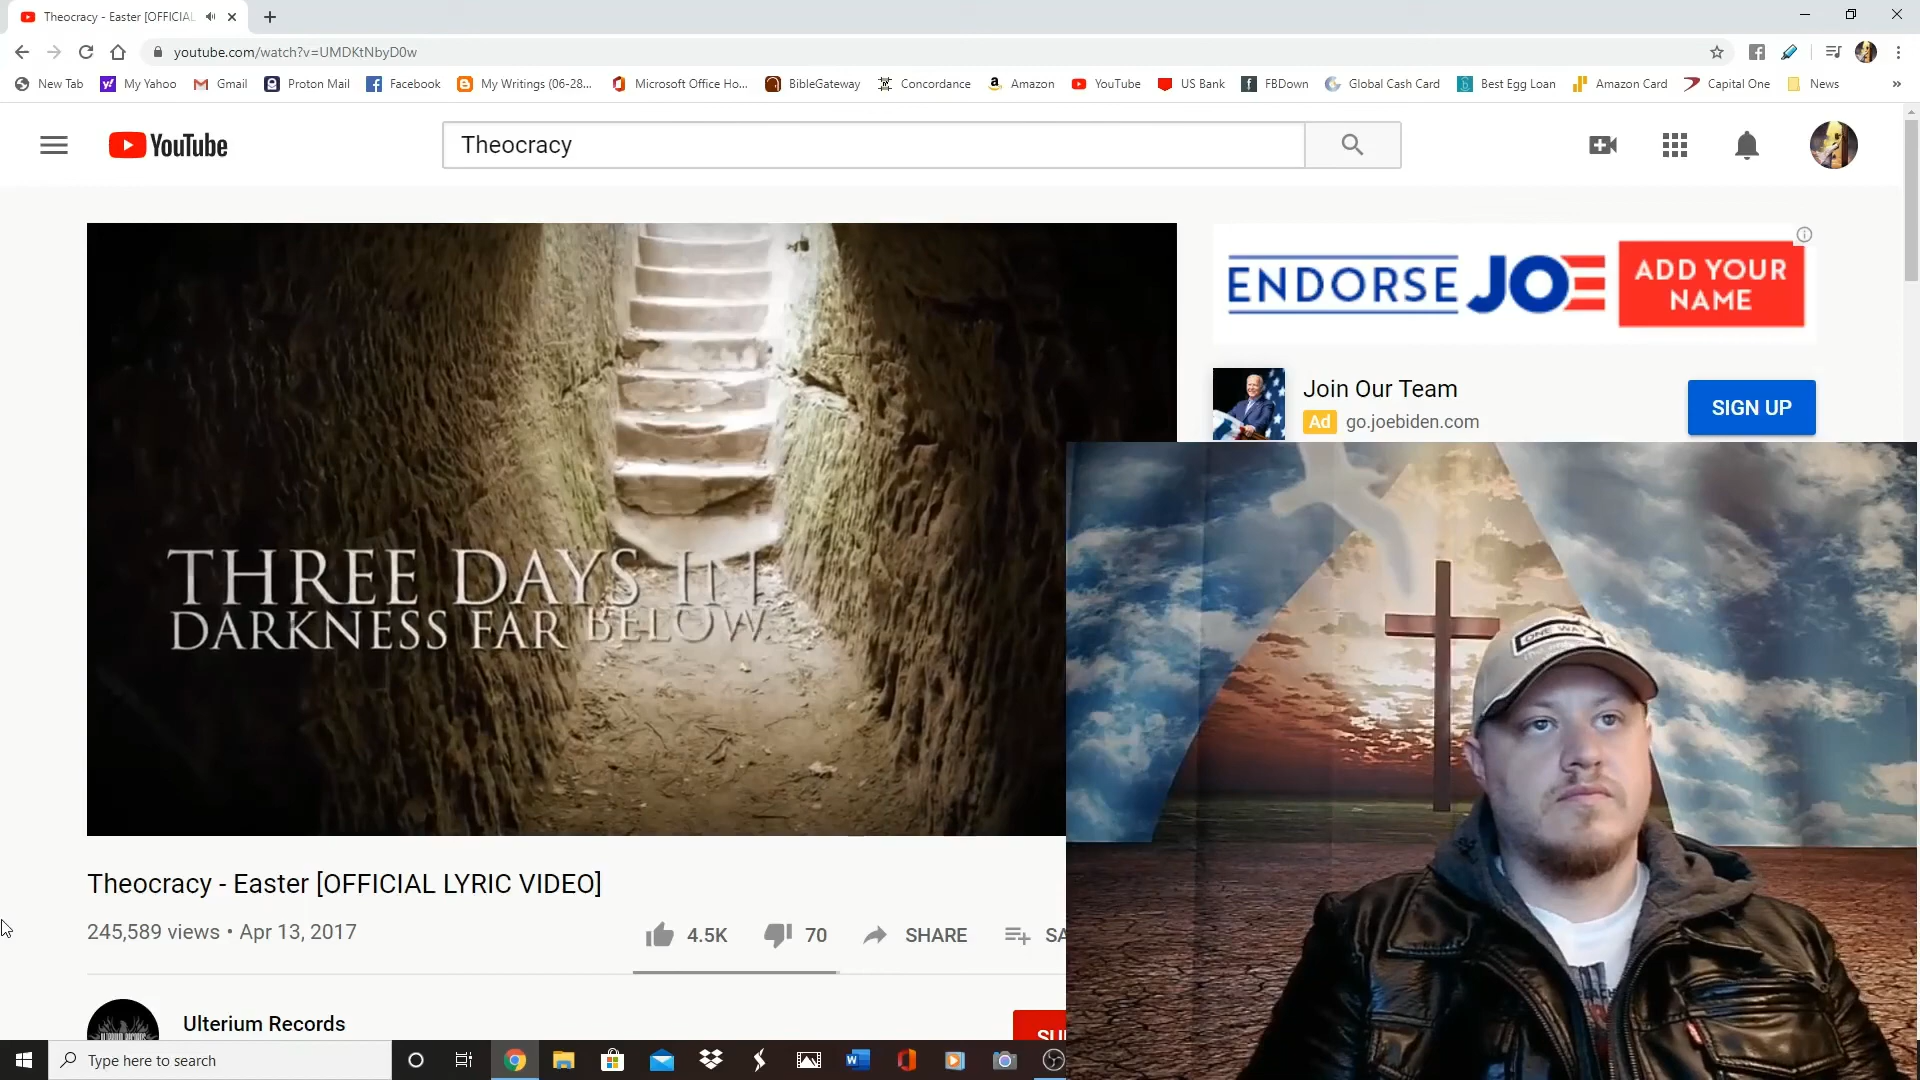 Theocracy - Easter [OFFICIAL
youtube.com/watch?v=UMDKtNbyD0w
New Tab
My Yahoo
Gmail
Proton Mail
Facebook
My Writings (06-28...
Microsoft Office Ho...
BibleGateway
Concordance
Amazon
YouTube
US Bank
FBDown
Global Cash Card
Best Egg Loan
Amazon Card
Capital One
News
»
YouTube
Theocracy
ENDORSE JOE
ADD YOUR
NAME
Join Our Team
Ad go.joebiden.com
SIGN UP
THREE DAYS IN
DARKNESS FAR BELOW
ONE WAY
Theocracy - Easter [OFFICIAL LYRIC VIDEO]
245,589 views • Apr 13, 2017
4.5K
70
SHARE
SA
Ulterium Records
SU
Type here to search